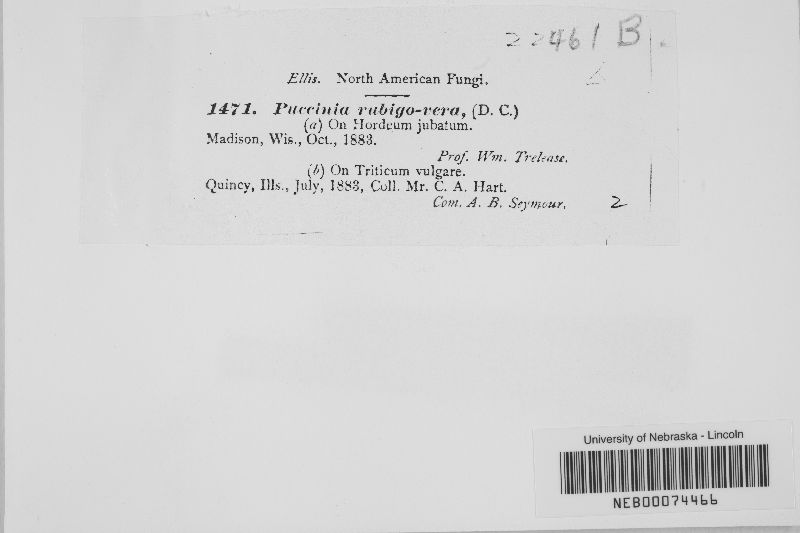 22461 B
Ellis. North American Fungi.
1471. Puccinia rubigo-vera, (D. C.)
(a) On Hordeum jubatum.
Madison, Wis., Oct., 1883.
Prof. Wm. Trelease.
(b) On Triticum vulgare.
Quincy, Ills., July, 1883, Coll. Mr. C. A. Hart.
Com. A. B. Seymour.
2
University of Nebraska - Lincoln
NEB00074466